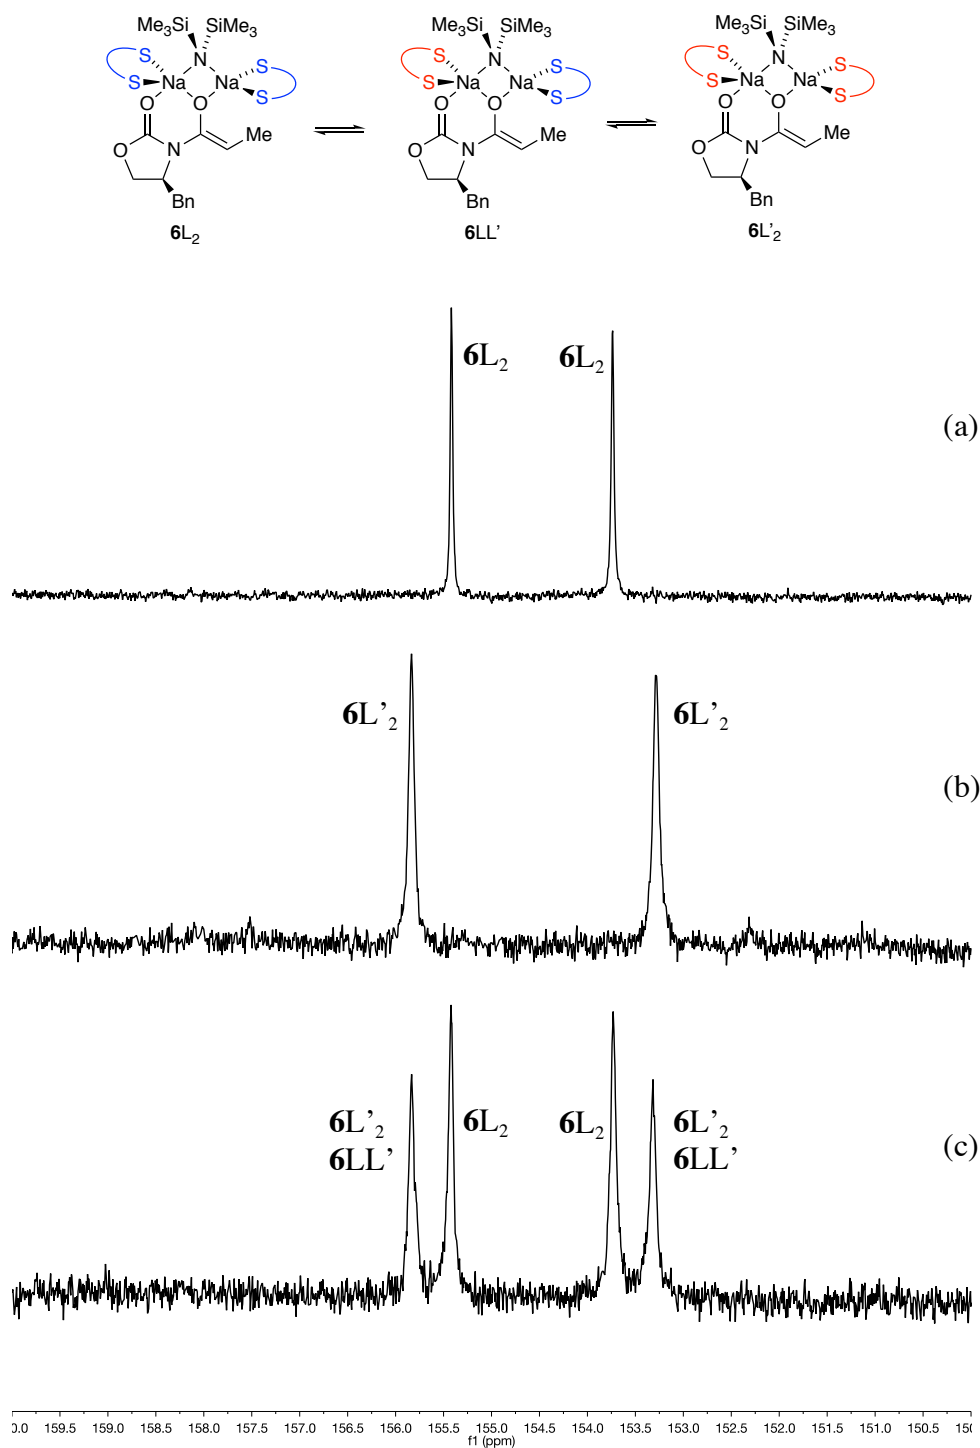 Me₃Si SiMe₃ Me₃Si SiMe₃ Me₃Si SiMe₃
S N S S N S S N S
S Na Na S S Na Na S S Na Na S
O O O O O O
O N Me O N Me O N Me
Bn Bn Bn
6L₂ 6LL' 6L'₂
6L₂ 6L₂
(a)
6L'₂ 6L'₂
(b)
6L'₂ 6L₂ 6L₂ 6L'₂
6LL' 6LL'
(c)
0.0 159.5 159.0 158.5 158.0 157.5 157.0 156.5 156.0 155.5 155.0 154.5 154.0 153.5 153.0 152.5 152.0 151.5 151.0 150.5 150
f1 (ppm)